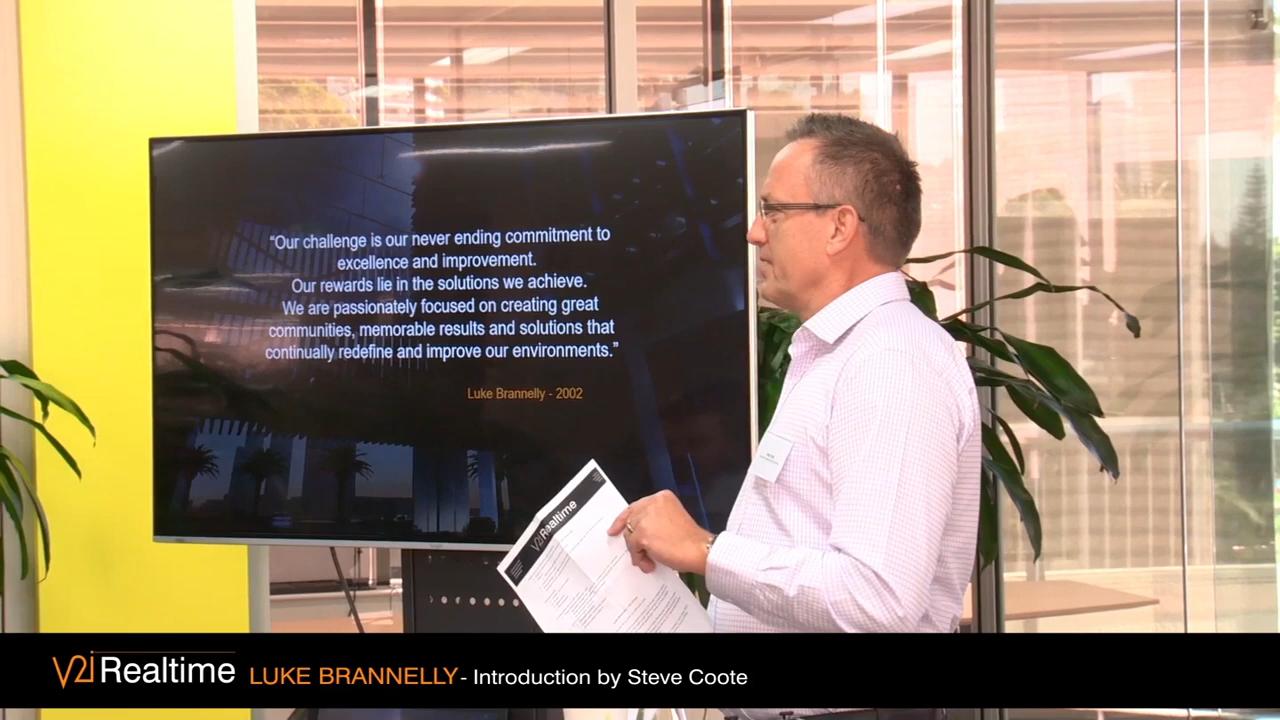 “Our challenge is our never ending commitment to
excellence and improvement.
Our rewards lie in the solutions we achieve.
We are passionately focused on creating great
communities, memorable results and solutions that
continually redefine and improve our environments.”
Luke Brannelly - 2002
V2i Realtime
V2i Realtime LUKE BRANNELLY - Introduction by Steve Coote